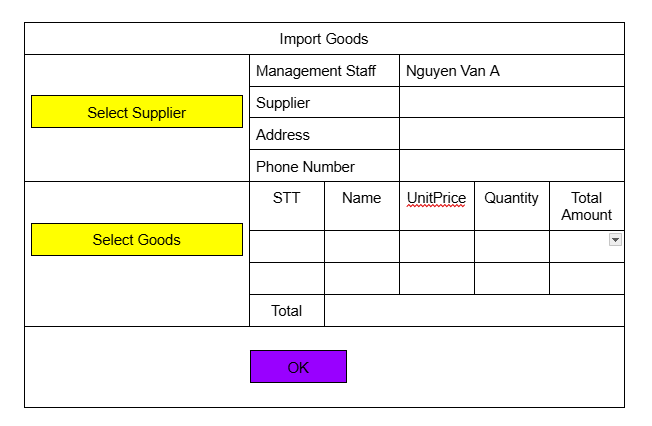 Import Goods
Management Staff Nguyen Van A
Select Supplier
Supplier
Address
Phone Number
STT Name UnitPrice Quantity Total
Amount
Select Goods
Total
OK